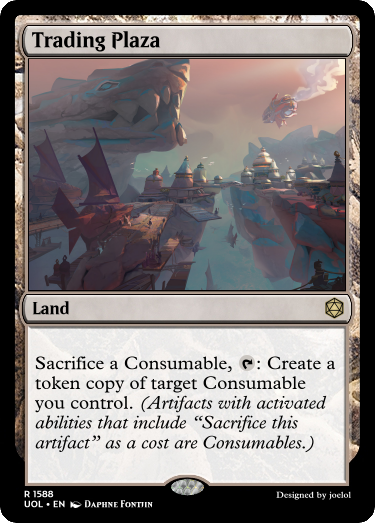 Trading Plaza
Land
Sacrifice a Consumable, : Create a
token copy of target Consumable
you control. (Artifacts with activated
abilities that include “Sacrifice this
artifact” as a cost are Consumables.)
R 1588
UOL • EN Daphne Fontijn
Designed by joelol